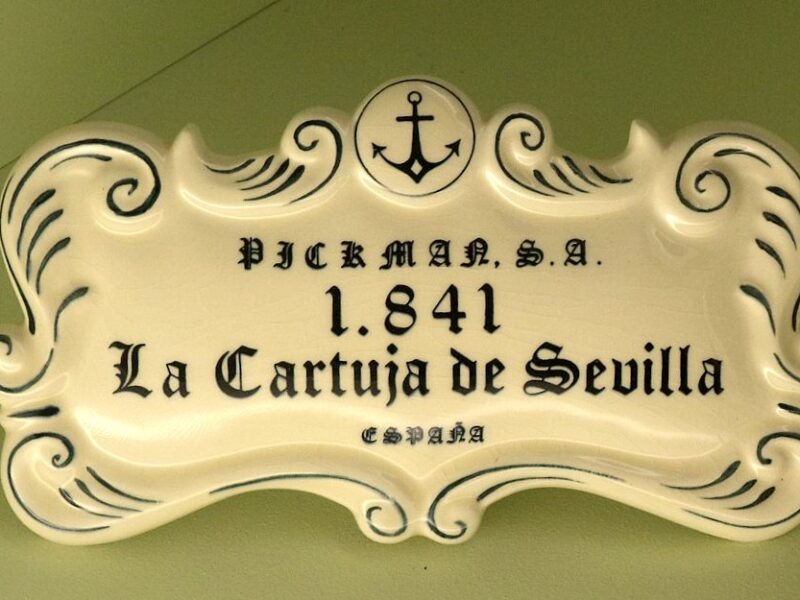 PICKMAN, S.A.
1.841
La Cartuja de Sevilla
ESPAÑA